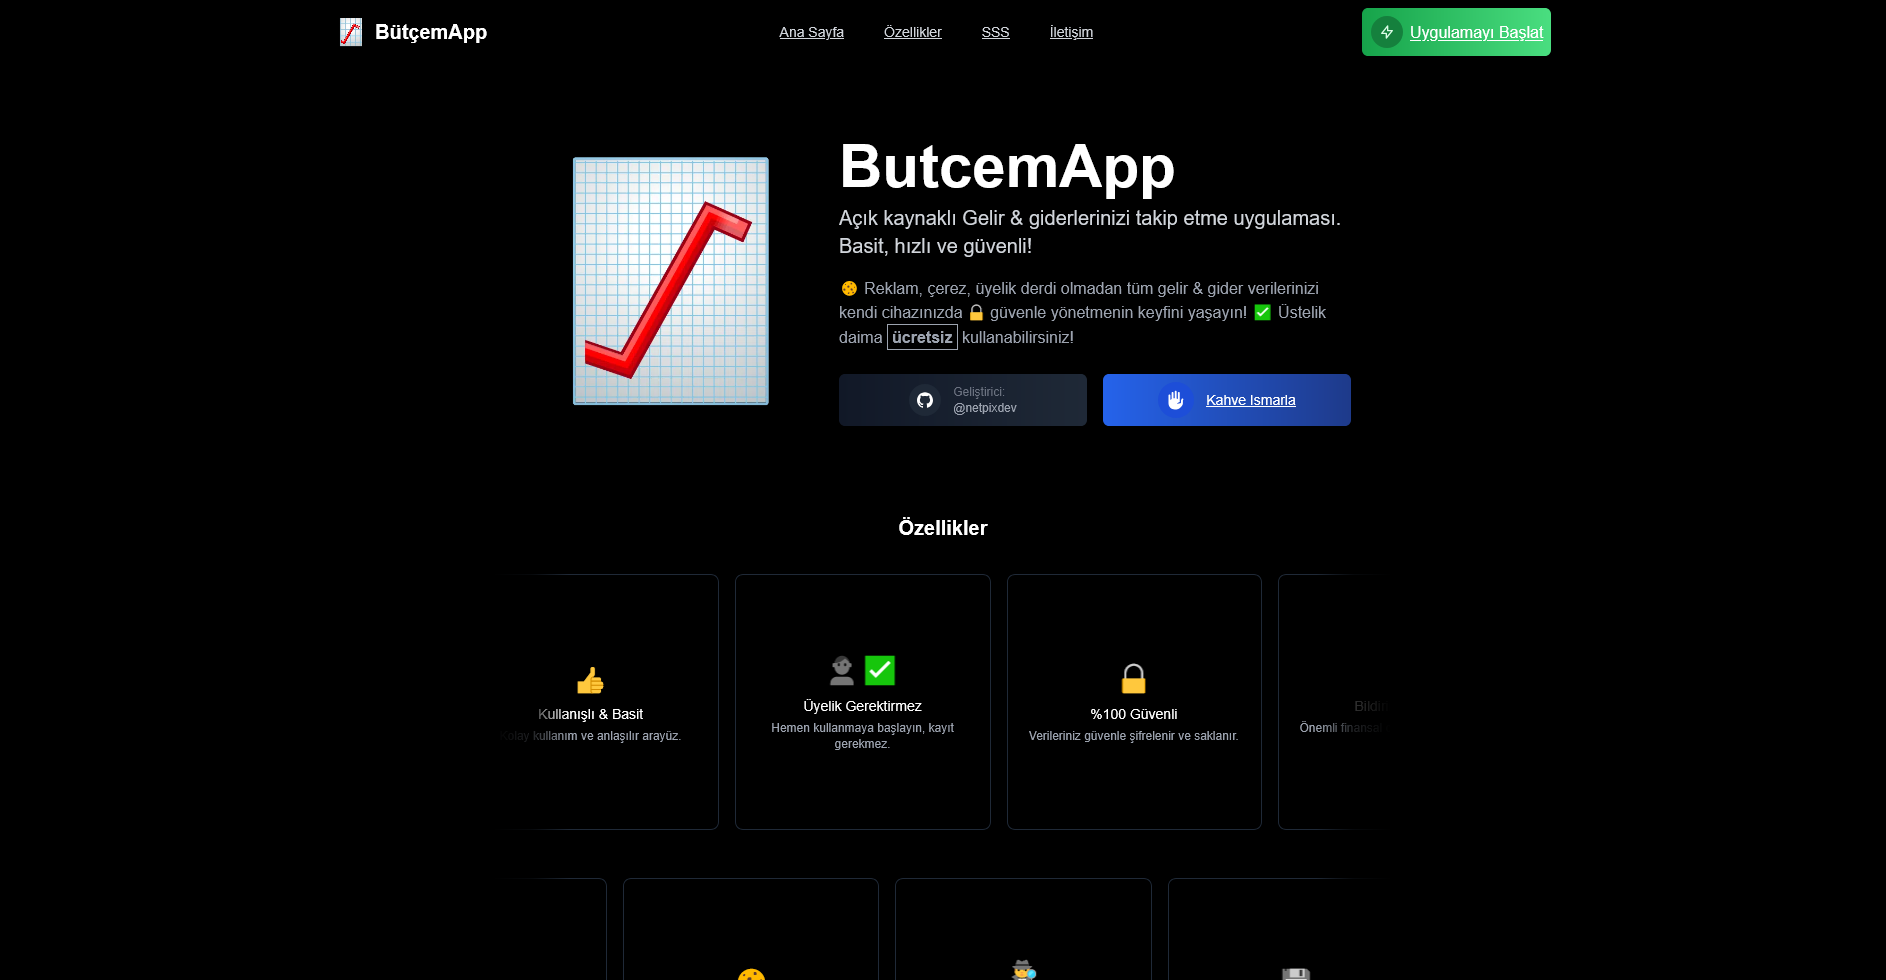 BütçemApp
Ana Sayfa
Özellikler
SSS
İletişim
Uygulamayı Başlat
ButcemApp
Açık kaynaklı Gelir & giderlerinizi takip etme uygulaması.
Basit, hızlı ve güvenli!
Reklam, çerez, üyelik derdi olmadan tüm gelir & gider verilerinizi
kendi cihazınızda 🔒 güvenle yönetmenin keyfini yaşayın! ✅ Üstelik
daima ücretsiz kullanabilirsiniz!
Geliştirici:
@netpixdev
Kahve Ismarla
Özellikler
Kullanışlı & Basit
Kolay kullanım ve anlaşılır arayüz.
Üyelik Gerektirmez
Hemen kullanmaya başlayın, kayıt
gerekmez.
%100 Güvenli
Verileriniz güvenle şifrelenir ve saklanır.
Önemli finansal